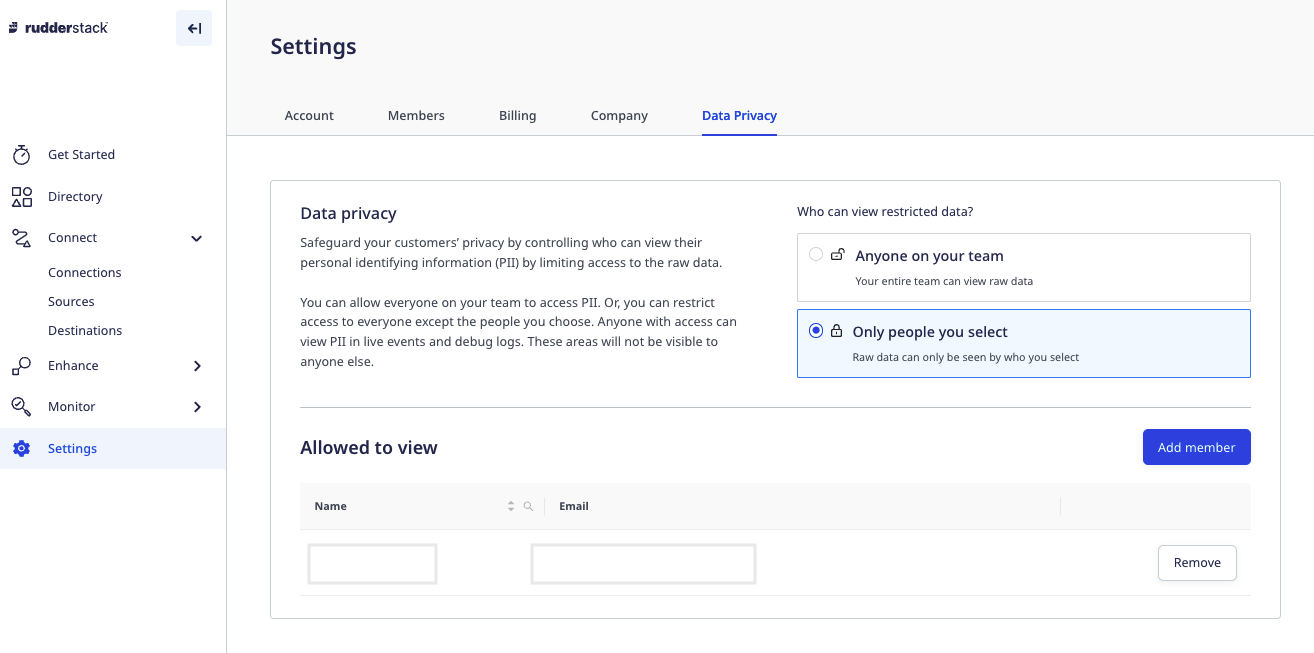 rudderstack
Settings
Account
Members
Billing
Company
Data Privacy
Get Started
Directory
Connect
Connections
Sources
Destinations
Enhance
Monitor
Settings
Data privacy
Safeguard your customers’ privacy by controlling who can view their
personal identifying information (PII) by limiting access to the raw data.
You can allow everyone on your team to access PII. Or, you can restrict
access to everyone except the people you choose. Anyone with access can
view PII in live events and debug logs. These areas will not be visible to
anyone else.
Who can view restricted data?
Anyone on your team
Your entire team can view raw data
Only people you select
Raw data can only be seen by who you select
Allowed to view
Add member
Name
Email
Remove